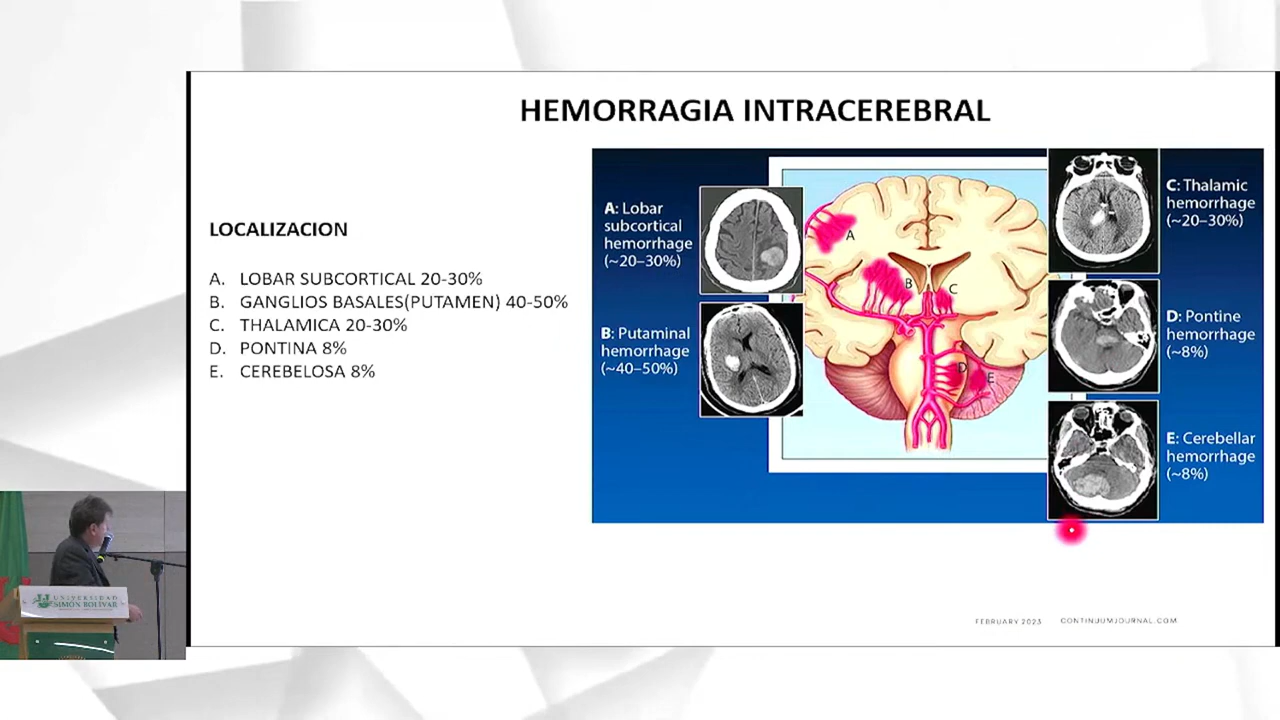 HEMORRAGIA INTRACEREBRAL
LOCALIZACION
A. LOBAR SUBCORTICAL 20-30%
B. GANGLIOS BASALES(PUTAMEN) 40-50%
C. THALAMICA 20-30%
D. PONTINA 8%
E. CEREBELOSA 8%
A: Lobar
subcortical
hemorrhage
(~20–30%)
B: Putaminal
hemorrhage
(~40–50%)
A
B
C
D
E
C: Thalamic
hemorrhage
(~20–30%)
D: Pontine
hemorrhage
(~8%)
E: Cerebellar
hemorrhage
(~8%)
FEBRUARY 2023 CONTINUUMJOURNAL.COM
UNIVERSIDAD
SIMÓN BOLÍVAR